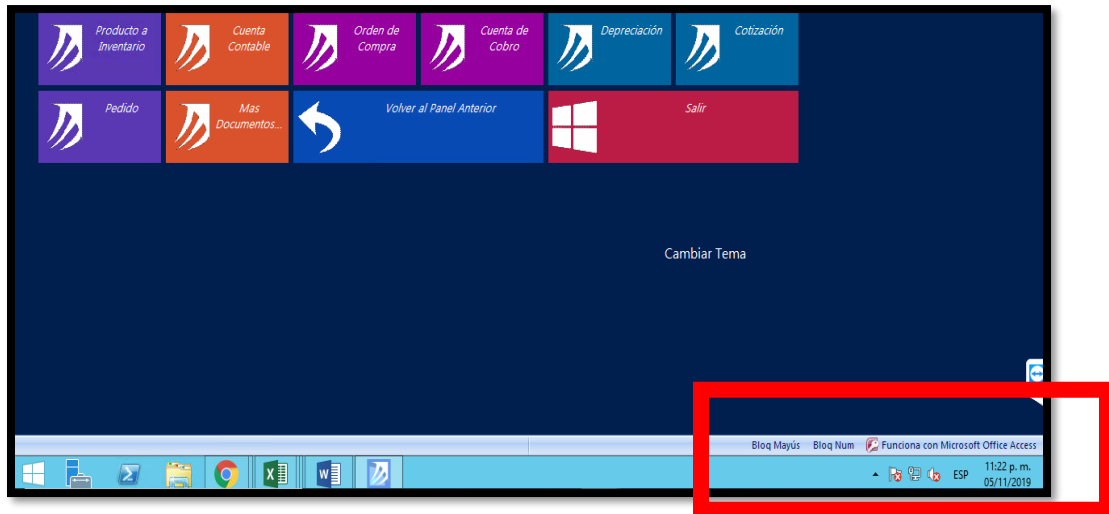 Producto a
Inventario
Cuenta
Contable
Orden de
Compra
Cuenta de
Cobro
Depreciación
Cotización
Pedido
Mas
Documentos...
Volver al Panel Anterior
Salir
Cambiar Tema
Bloq Mayús Bloq Num Funciona con Microsoft Office Access
ESP
11:22 p. m.
05/11/2019